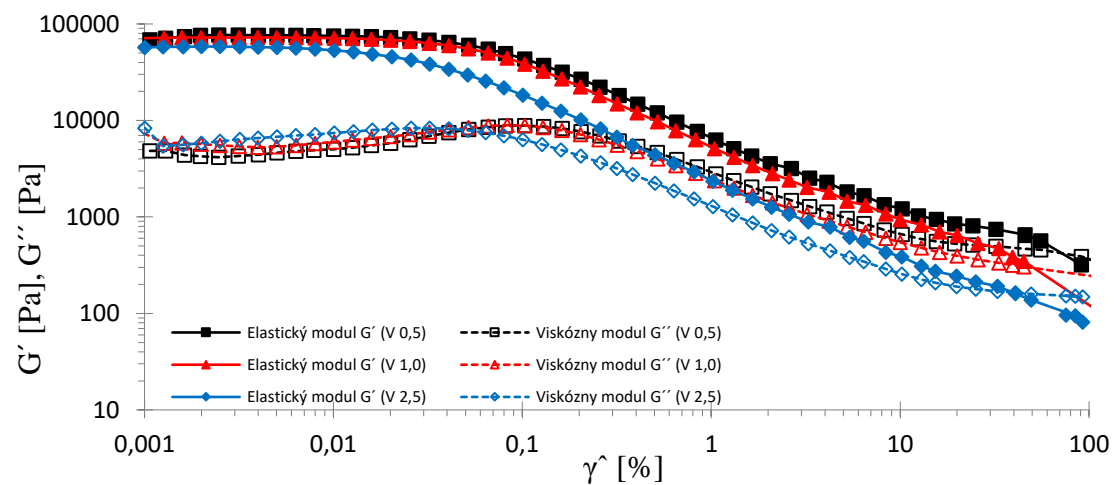 100000
10000
1000
100
10
G´ [Pa], G´´ [Pa]
Elastický modul G´ (V 0,5)
Viskózny modul G´´ (V 0,5)
Elastický modul G´ (V 1,0)
Viskózny modul G´´ (V 1,0)
Elastický modul G´ (V 2,5)
Viskózny modul G´´ (V 2,5)
0,001 0,01 0,1 1 10 100
γˆ [%]